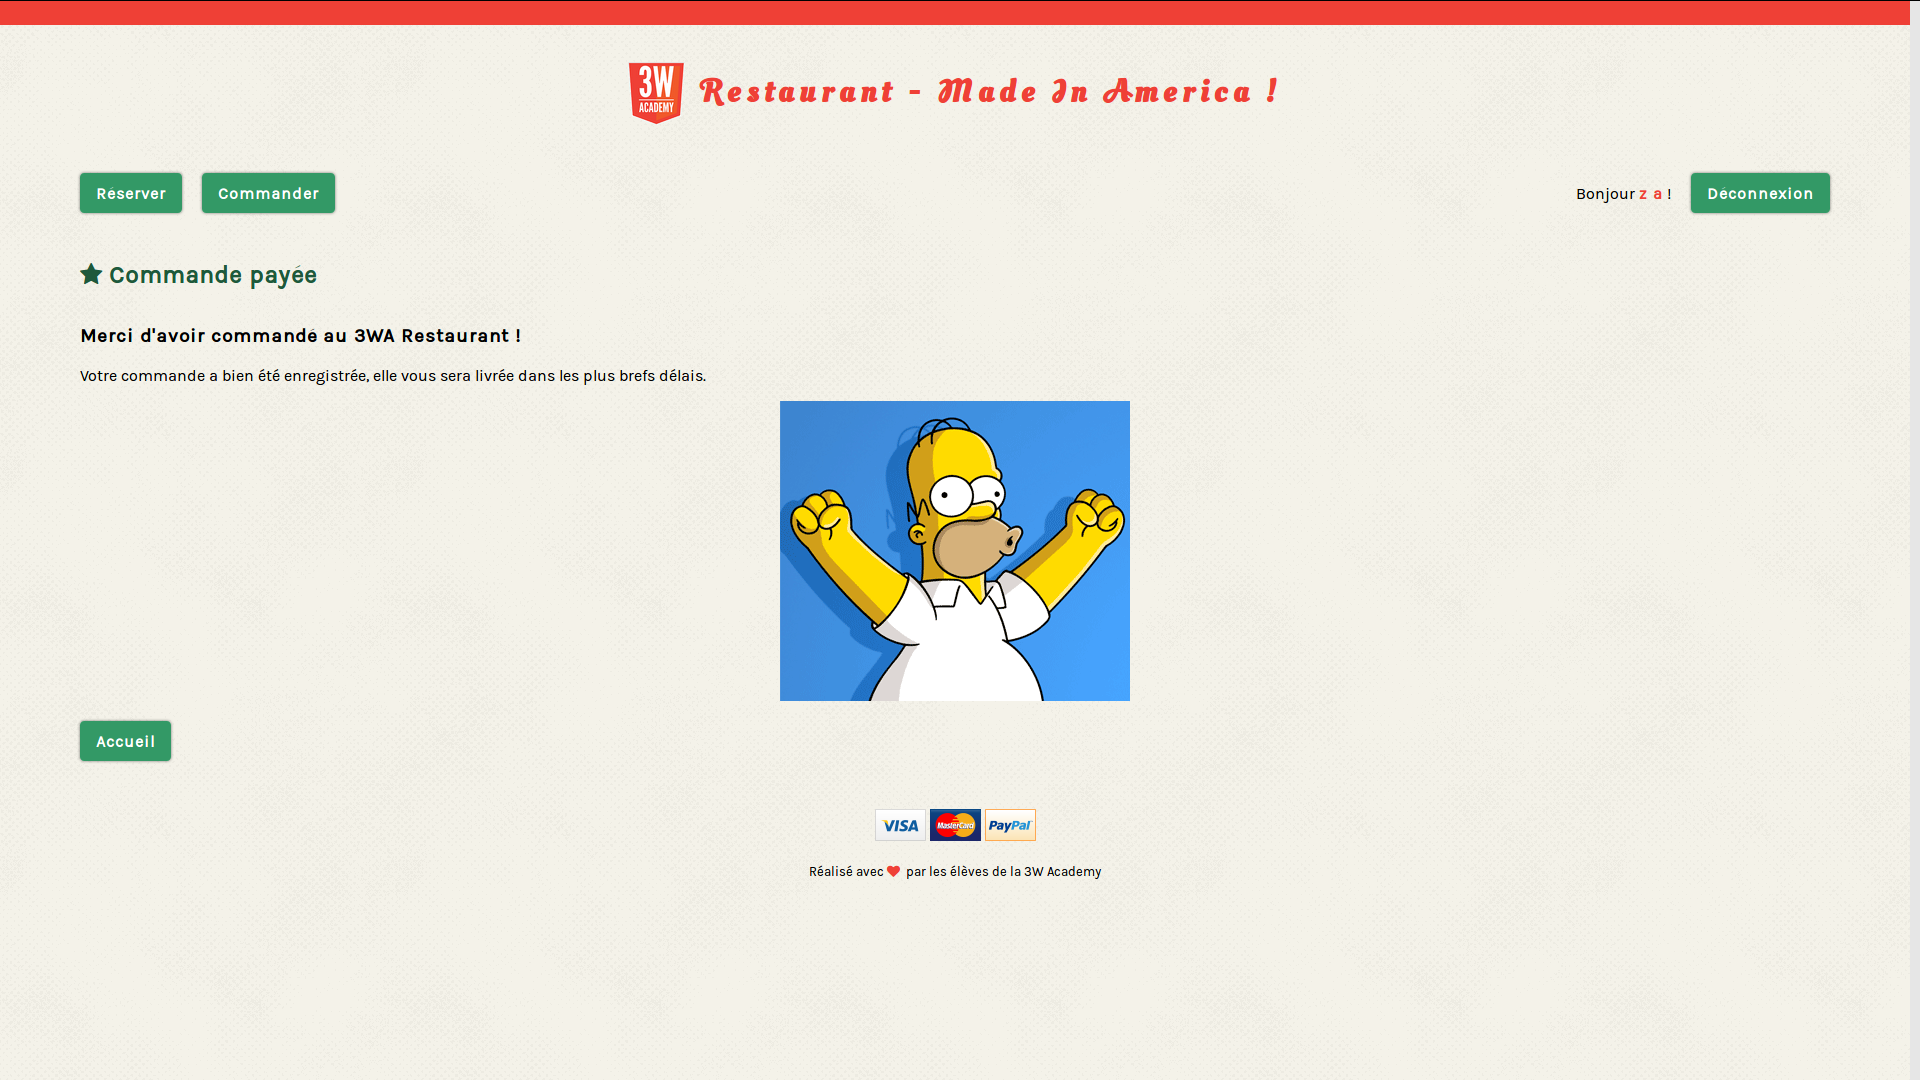 3W
ACADEMY
Restaurant - Made In America !
Réserver
Commander
Bonjour z a !
Déconnexion
Commande payée
Merci d'avoir commandé au 3WA Restaurant !
Votre commande a bien été enregistrée, elle vous sera livrée dans les plus brefs délais.
Accueil
VISA
MasterCard
PayPal
Réalisé avec par les élèves de la 3W Academy